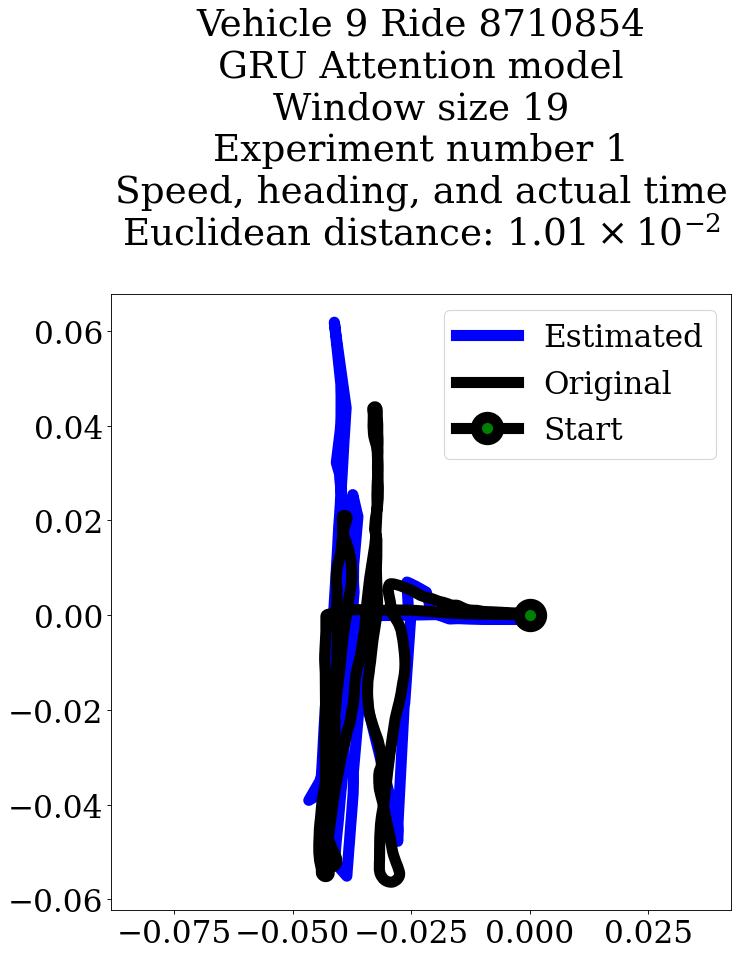 Vehicle 9 Ride 8710854
GRU Attention model
Window size 19
Experiment number 1
Speed, heading, and actual time
Euclidean distance: 1.01 × 10⁻²
Estimated
Original
Start
0.06
0.04
0.02
0.00
−0.02
−0.04
−0.06
−0.075 −0.050 −0.025 0.000 0.025